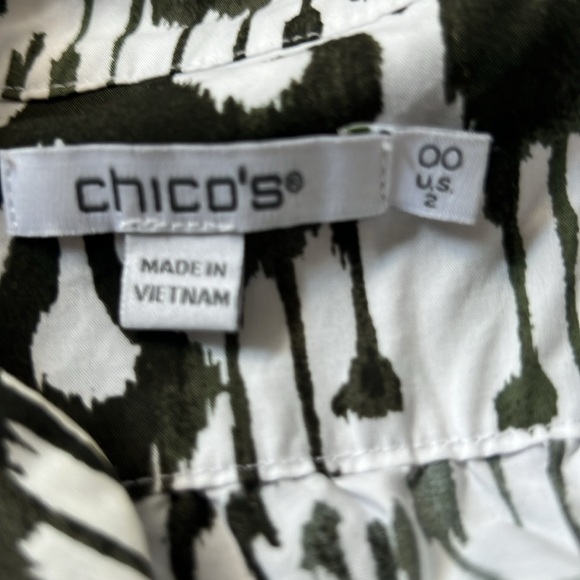 chico's®
00
U.S.
2
MADE IN
VIETNAM